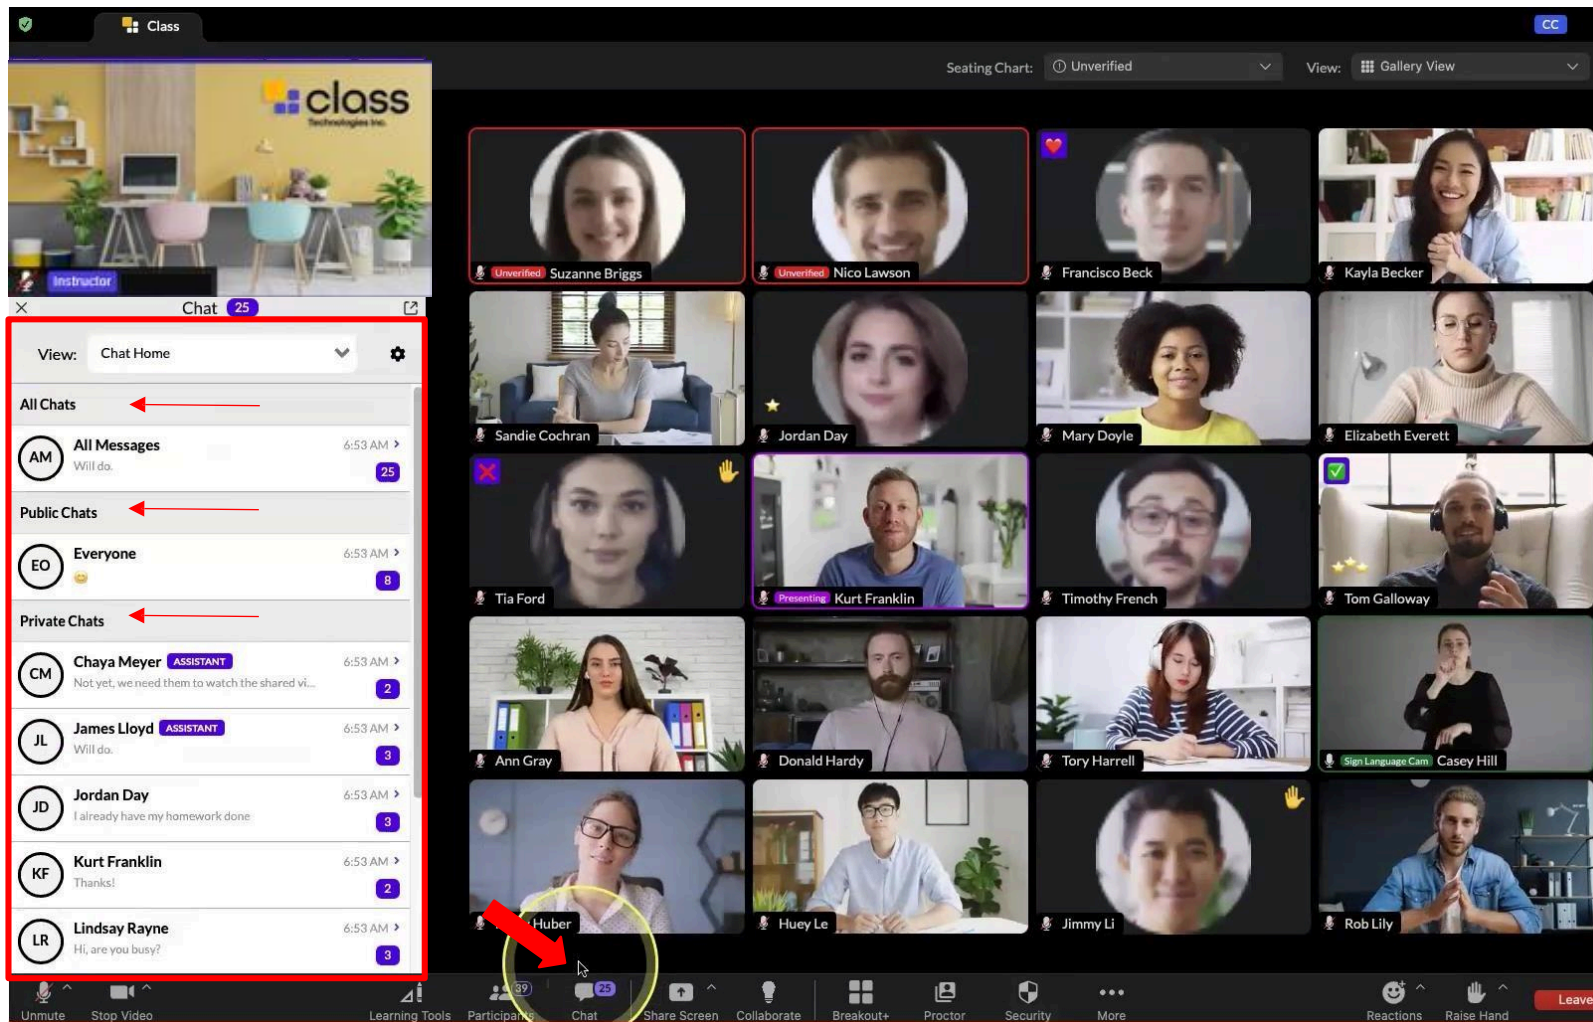 Class
CC
Seating Chart:
Unverified
View:
Gallery View
class
Technologies Inc.
Instructor
Chat 25
View: Chat Home
All Chats
AM
All Messages
6:53 AM
Will do.
25
Public Chats
EO
Everyone
6:53 AM
8
Private Chats
CM
Chaya Meyer ASSISTANT
6:53 AM
Not yet, we need them to watch the shared vi...
2
JL
James Lloyd ASSISTANT
6:53 AM
Will do.
3
JD
Jordan Day
6:53 AM
I already have my homework done
3
KF
Kurt Franklin
6:53 AM
Thanks!
2
LR
Lindsay Rayne
6:53 AM
Hi, are you busy?
3
Unverified Suzanne Briggs
Unverified Nico Lawson
Francisco Beck
Kayla Becker
Sandie Cochran
Jordan Day
Mary Doyle
Elizabeth Everett
Tia Ford
Presenting Kurt Franklin
Timothy French
Tom Galloway
Ann Gray
Donald Hardy
Tory Harrell
Sign Language Cam Casey Hill
Huber
Huey Le
Jimmy Li
Rob Lily
39
25
Unmute
Stop Video
Learning Tools
Participants
Chat
Share Screen
Collaborate
Breakout+
Proctor
Security
More
Reactions
Raise Hand
Leave